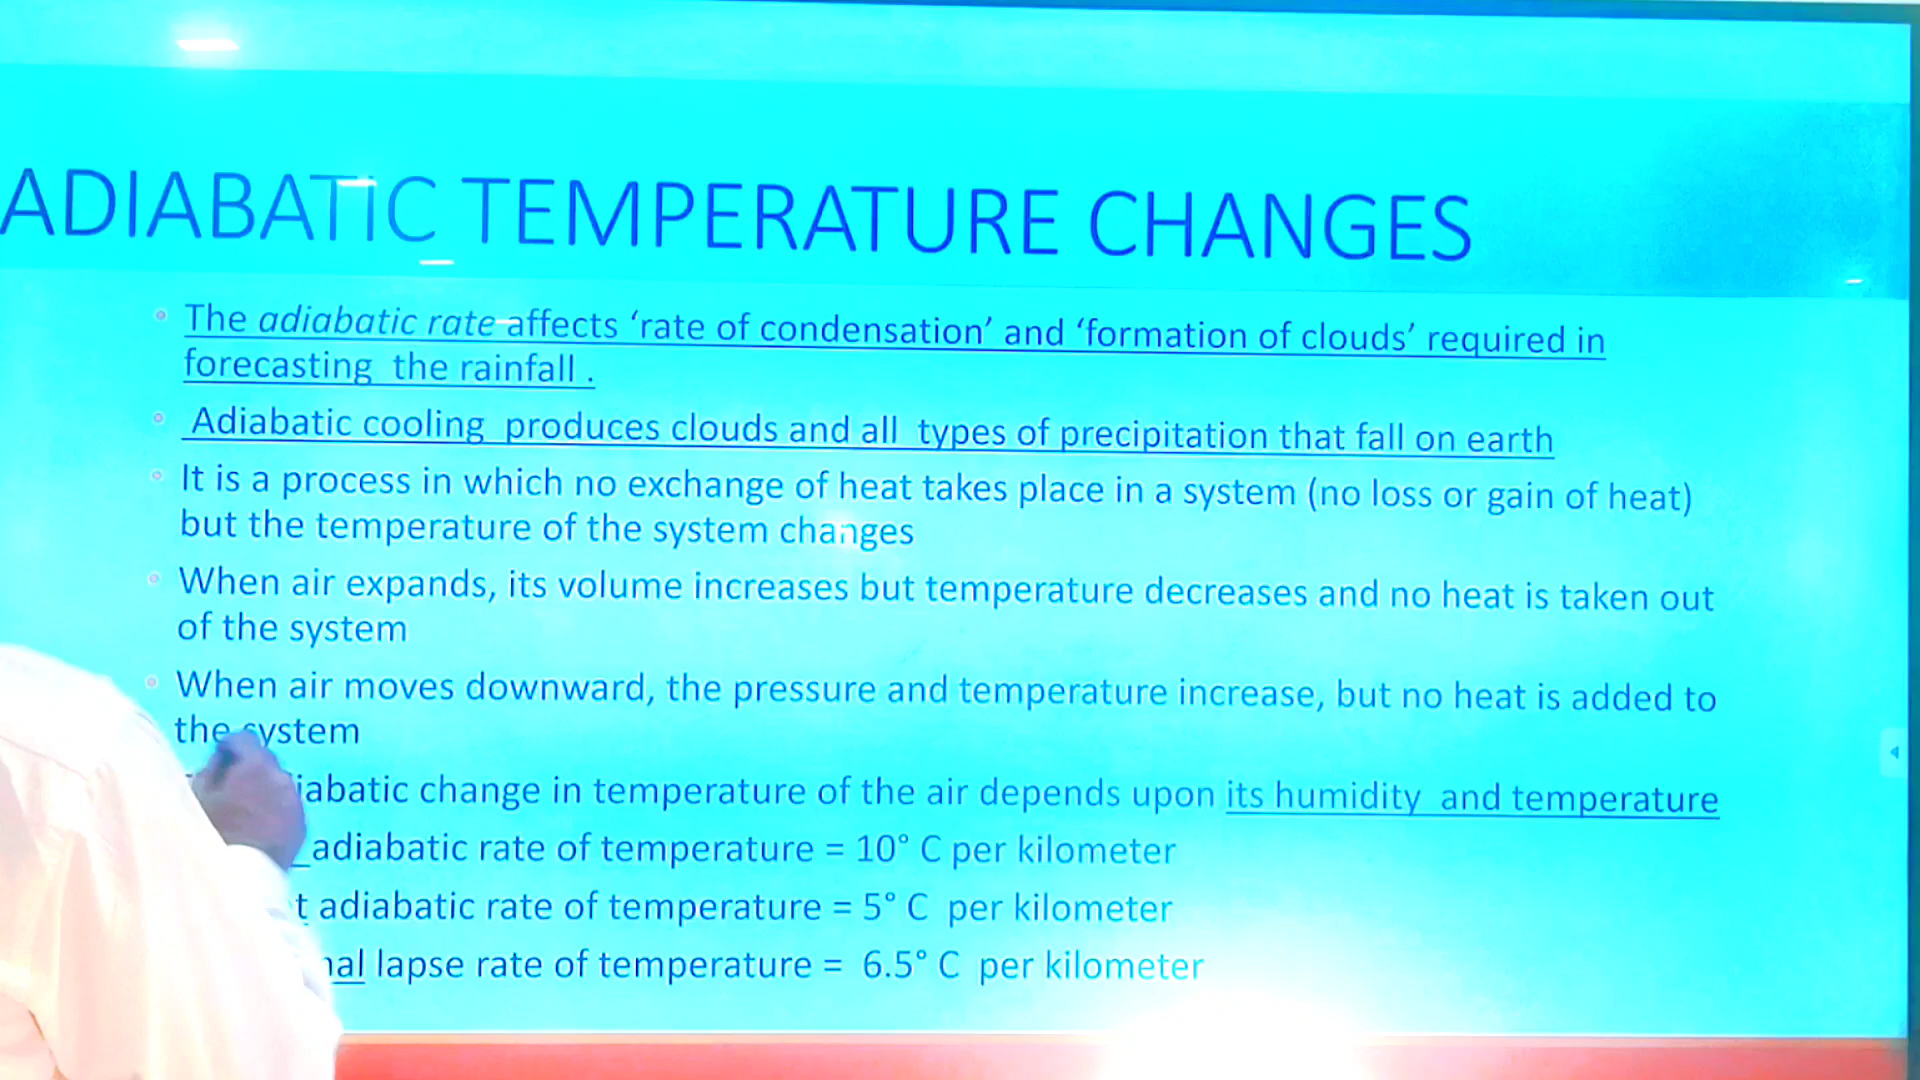 ADIABATIC TEMPERATURE CHANGES
The adiabatic rate affects ‘rate of condensation’ and ‘formation of clouds’ required in
forecasting the rainfall .
Adiabatic cooling produces clouds and all types of precipitation that fall on earth
It is a process in which no exchange of heat takes place in a system (no loss or gain of heat)
but the temperature of the system changes
When air expands, its volume increases but temperature decreases and no heat is taken out
of the system
When air moves downward, the pressure and temperature increase, but no heat is added to
the system
change in temperature of the air depends upon its humidity and temperature
adiabatic rate of temperature = 10° C per kilometer
adiabatic rate of temperature = 5° C per kilometer
lapse rate of temperature = 6.5° C per kilometer